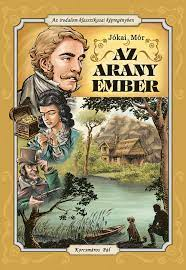 Az irodalom klasszikusai képregényben
Jókai Mór
AZ
ARANY
EMBER
Korcsmáros Pál